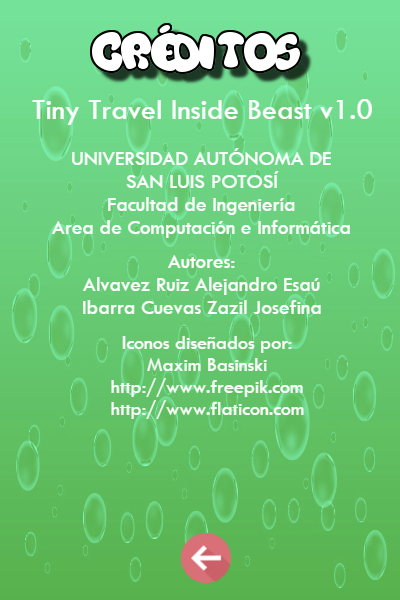 CRÉDITOS
Tiny Travel Inside Beast v1.0
UNIVERSIDAD AUTÓNOMA DE
SAN LUIS POTOSÍ
Facultad de Ingeniería
Area de Computación e Informática
Autores:
Alvavez Ruiz Alejandro Esaú
Ibarra Cuevas Zazil Josefina
Iconos diseñados por:
Maxim Basinski
http://www.freepik.com
http://www.flaticon.com